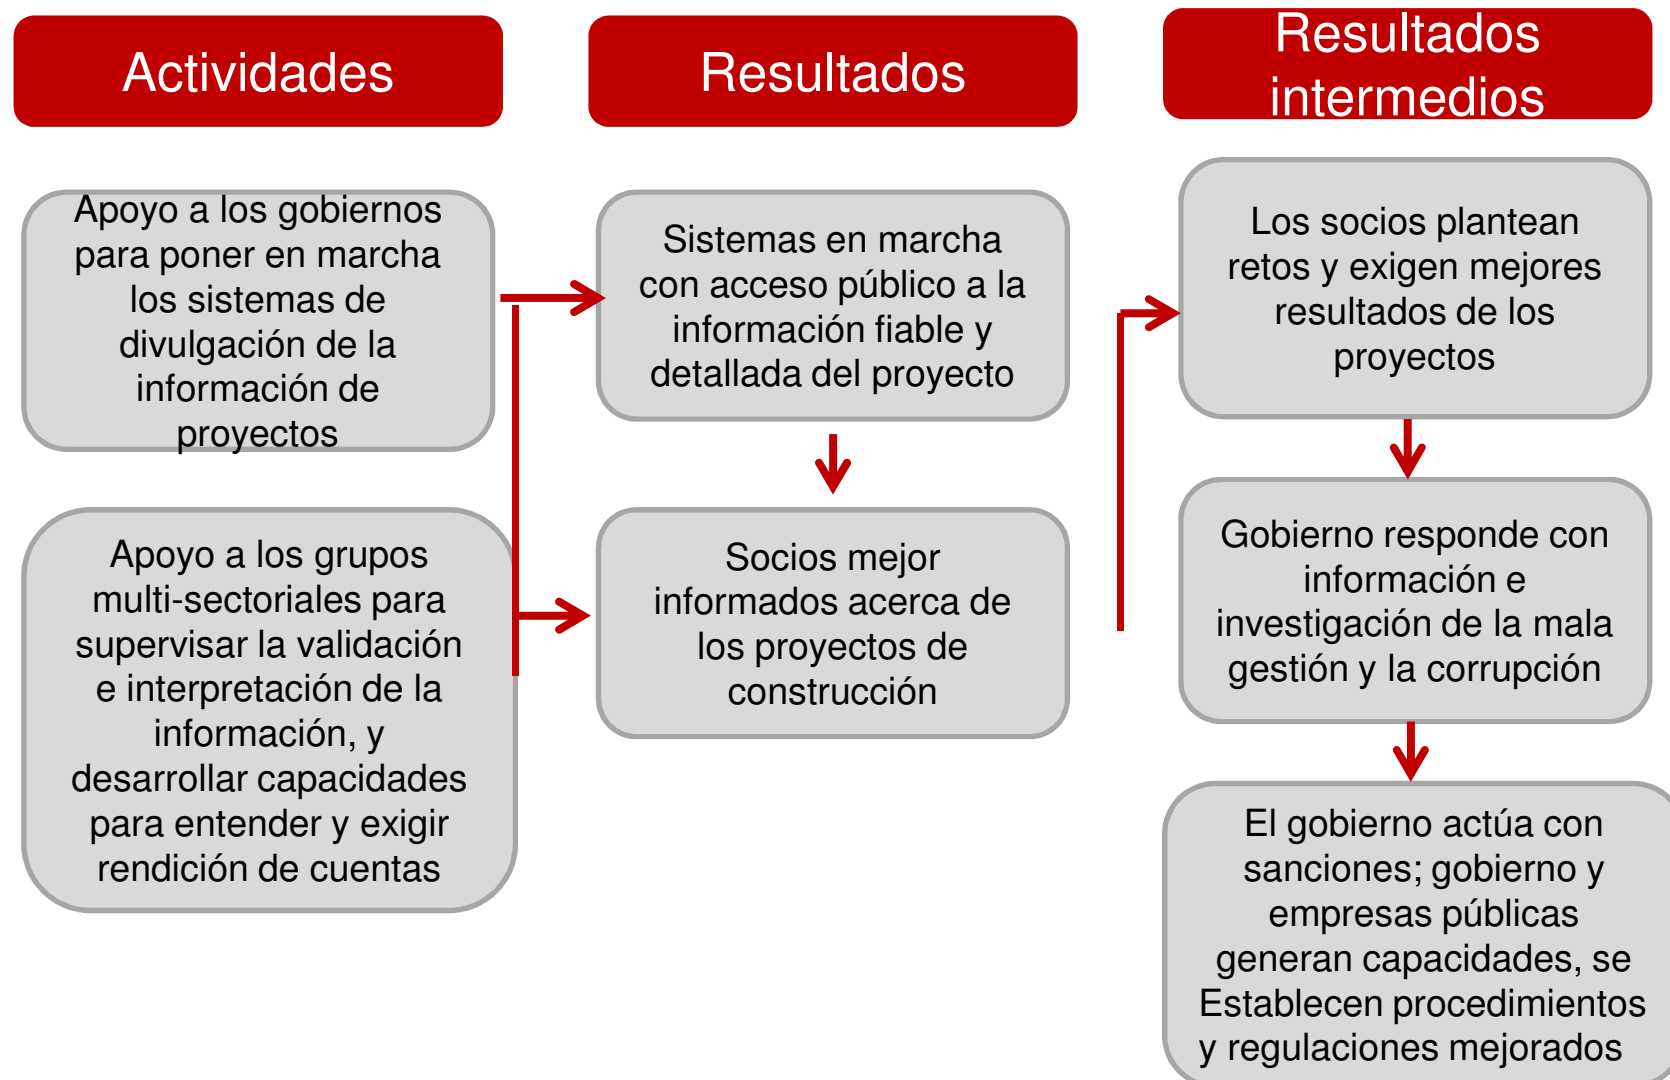 Actividades
Resultados
Resultados
intermedios
Apoyo a los gobiernos
para poner en marcha
los sistemas de
divulgación de la
información de
proyectos
Apoyo a los grupos
multi-sectoriales para
supervisar la validación
e interpretación de la
información, y
desarrollar capacidades
para entender y exigir
rendición de cuentas
Sistemas en marcha
con acceso público a la
información fiable y
detallada del proyecto
Socios mejor
informados acerca de
los proyectos de
construcción
Los socios plantean
retos y exigen mejores
resultados de los
proyectos
Gobierno responde con
información e
investigación de la mala
gestión y la corrupción
El gobierno actúa con
sanciones; gobierno y
empresas públicas
generan capacidades, se
Establecen procedimientos
y regulaciones mejorados